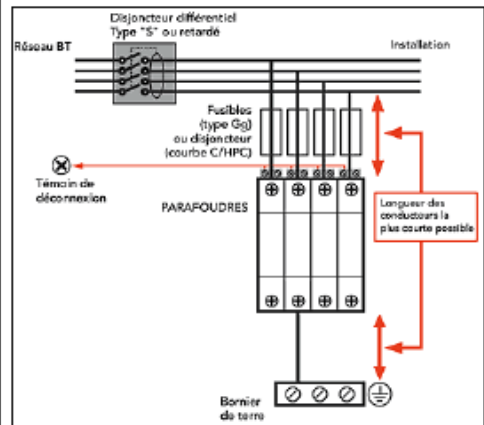 Disjoncteur différentiel
Type "S" ou retardé
Réseau BT
Installation
Fusibles
(type Gg)
ou disjoncteur
(courbe C/HPC)
Témoin de
déconnexion
PARAFOUDRES
Longueur des
conducteurs la
plus courte possible
Bornier
de terre